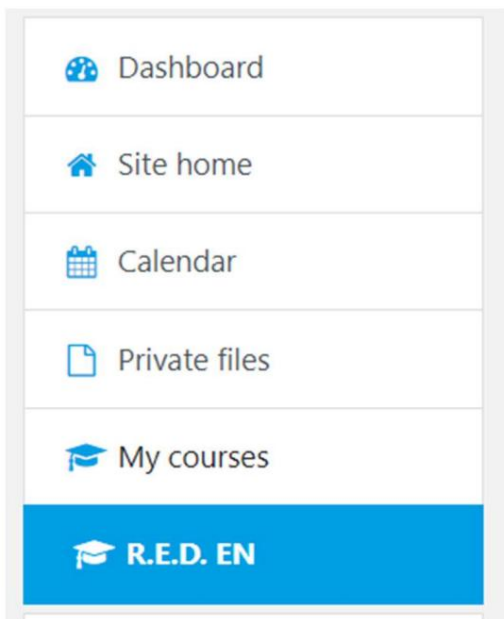 Dashboard
Site home
Calendar
Private files
My courses
R.E.D. EN